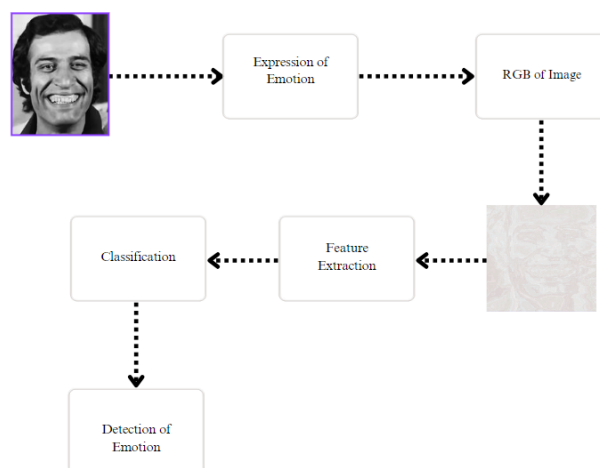 Expression of
Emotion
RGB of Image
Feature
Extraction
Classification
Detection of
Emotion